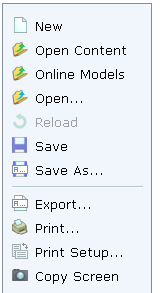 New
Open Content
Online Models
Open...
Reload
Save
Save As...
Export...
Print...
Print Setup...
Copy Screen